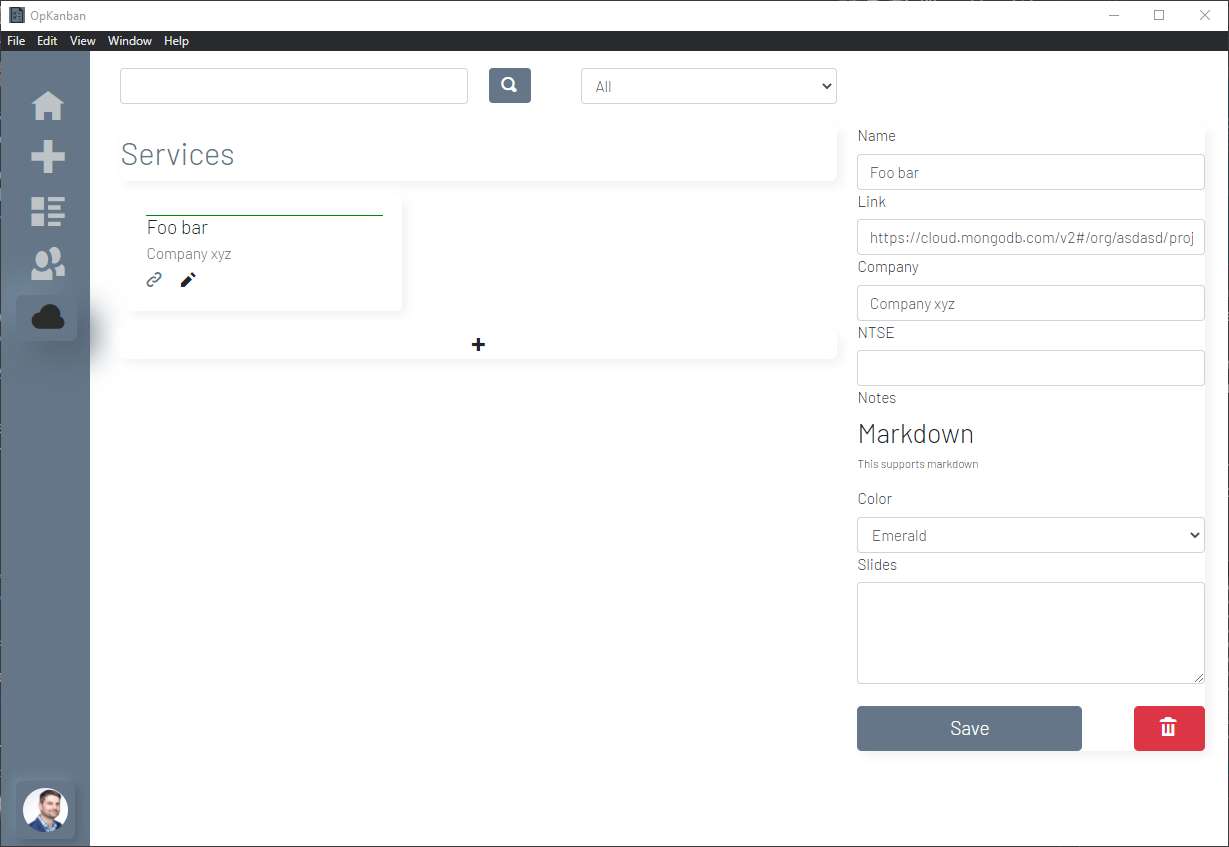 OpKanban
File Edit View Window Help
All
Services
Foo bar
Company xyz
Name
Foo bar
Link
https://cloud.mongodb.com/v2#/org/asdasd/proj
Company
Company xyz
NTSE
Notes
Markdown
This supports markdown
Color
Emerald
Slides
Save